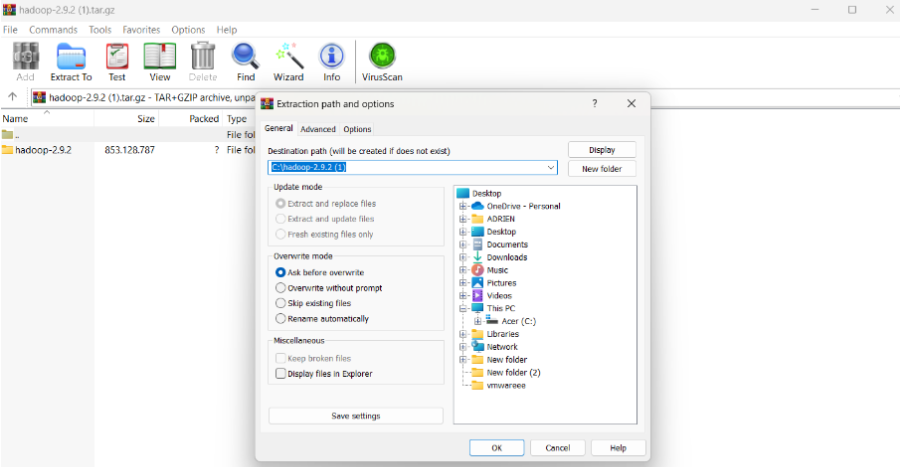 hadoop-2.9.2 (1).tar.gz
File Commands Tools Favorites Options Help
Add Extract To Test View Delete Find Wizard Info VirusScan
hadoop-2.9.2 (1).tar.gz - TAR+GZIP archive, unpa
Name Size Packed Type
.. File fol
hadoop-2.9.2 853.128.787 ? File fol
Extraction path and options ?
General Advanced Options
Destination path (will be created if does not exist)
Display
C:\hadoop-2.9.2 (1)
New folder
Update mode
Extract and replace files
Extract and update files
Fresh existing files only
Overwrite mode
Ask before overwrite
Overwrite without prompt
Skip existing files
Rename automatically
Miscellaneous
Keep broken files
Display files in Explorer
Save settings
Desktop
OneDrive - Personal
ADRIEN
Desktop
Documents
Downloads
Music
Pictures
Videos
This PC
Acer (C:)
Libraries
Network
New folder
New folder (2)
vmwareee
OK Cancel Help